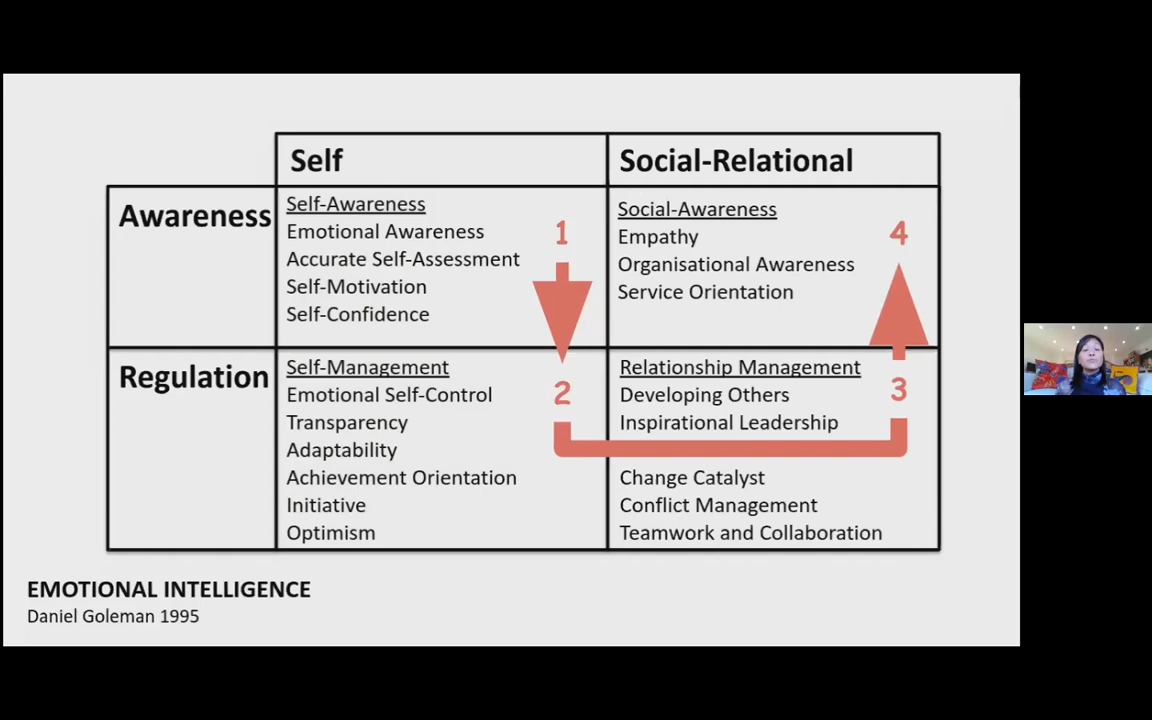 Self
Social-Relational
Awareness
Self-Awareness
Emotional Awareness
Accurate Self-Assessment
Self-Motivation
Self-Confidence
1
Social-Awareness
Empathy
Organisational Awareness
Service Orientation
4
Regulation
Self-Management
Emotional Self-Control
Transparency
Adaptability
Achievement Orientation
Initiative
Optimism
2
Relationship Management
Developing Others
Inspirational Leadership
Change Catalyst
Conflict Management
Teamwork and Collaboration
3
EMOTIONAL INTELLIGENCE
Daniel Goleman 1995